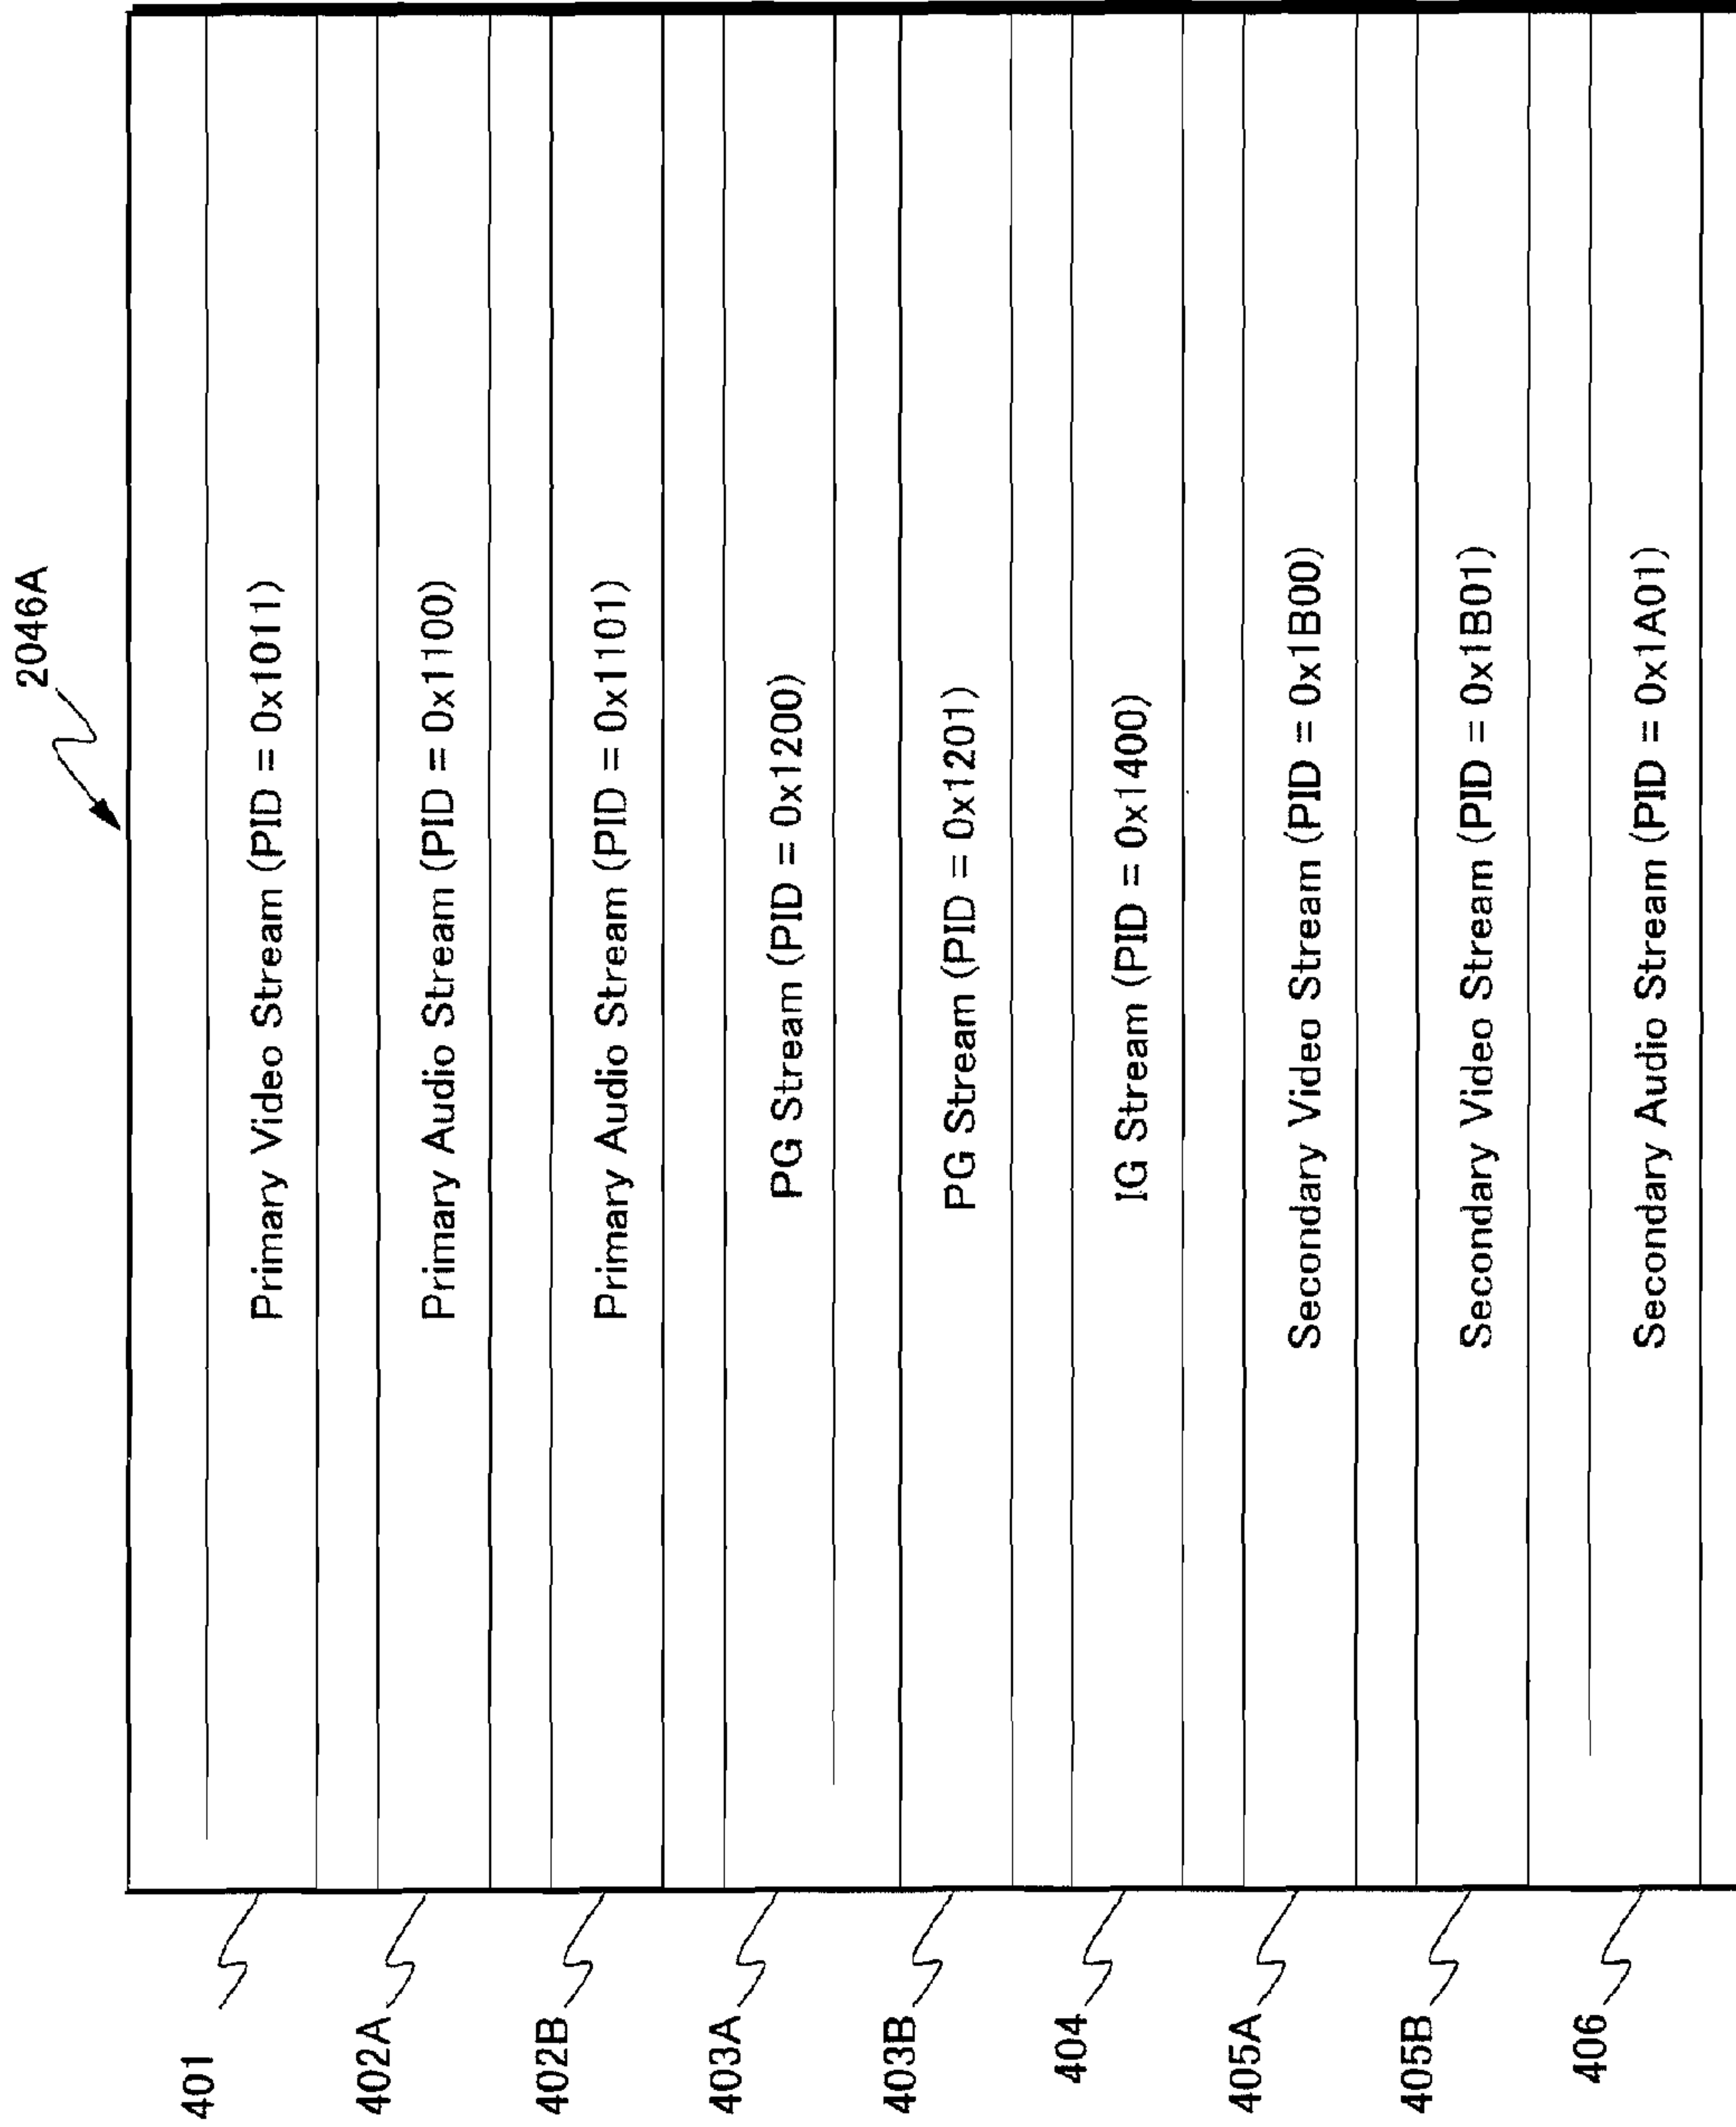 2046A
401 Primary Video Stream (PID = 0x1011)
402A Primary Audio Stream (PID = 0x1100)
402B Primary Audio Stream (PID = 0x1101)
403A PG Stream (PID = 0x1200)
403B PG Stream (PID = 0x1201)
404 IG Stream (PID = 0x1400)
405A Secondary Video Stream (PID = 0x1B00)
405B Secondary Video Stream (PID = 0x1B01)
406 Secondary Audio Stream (PID = 0x1A01)